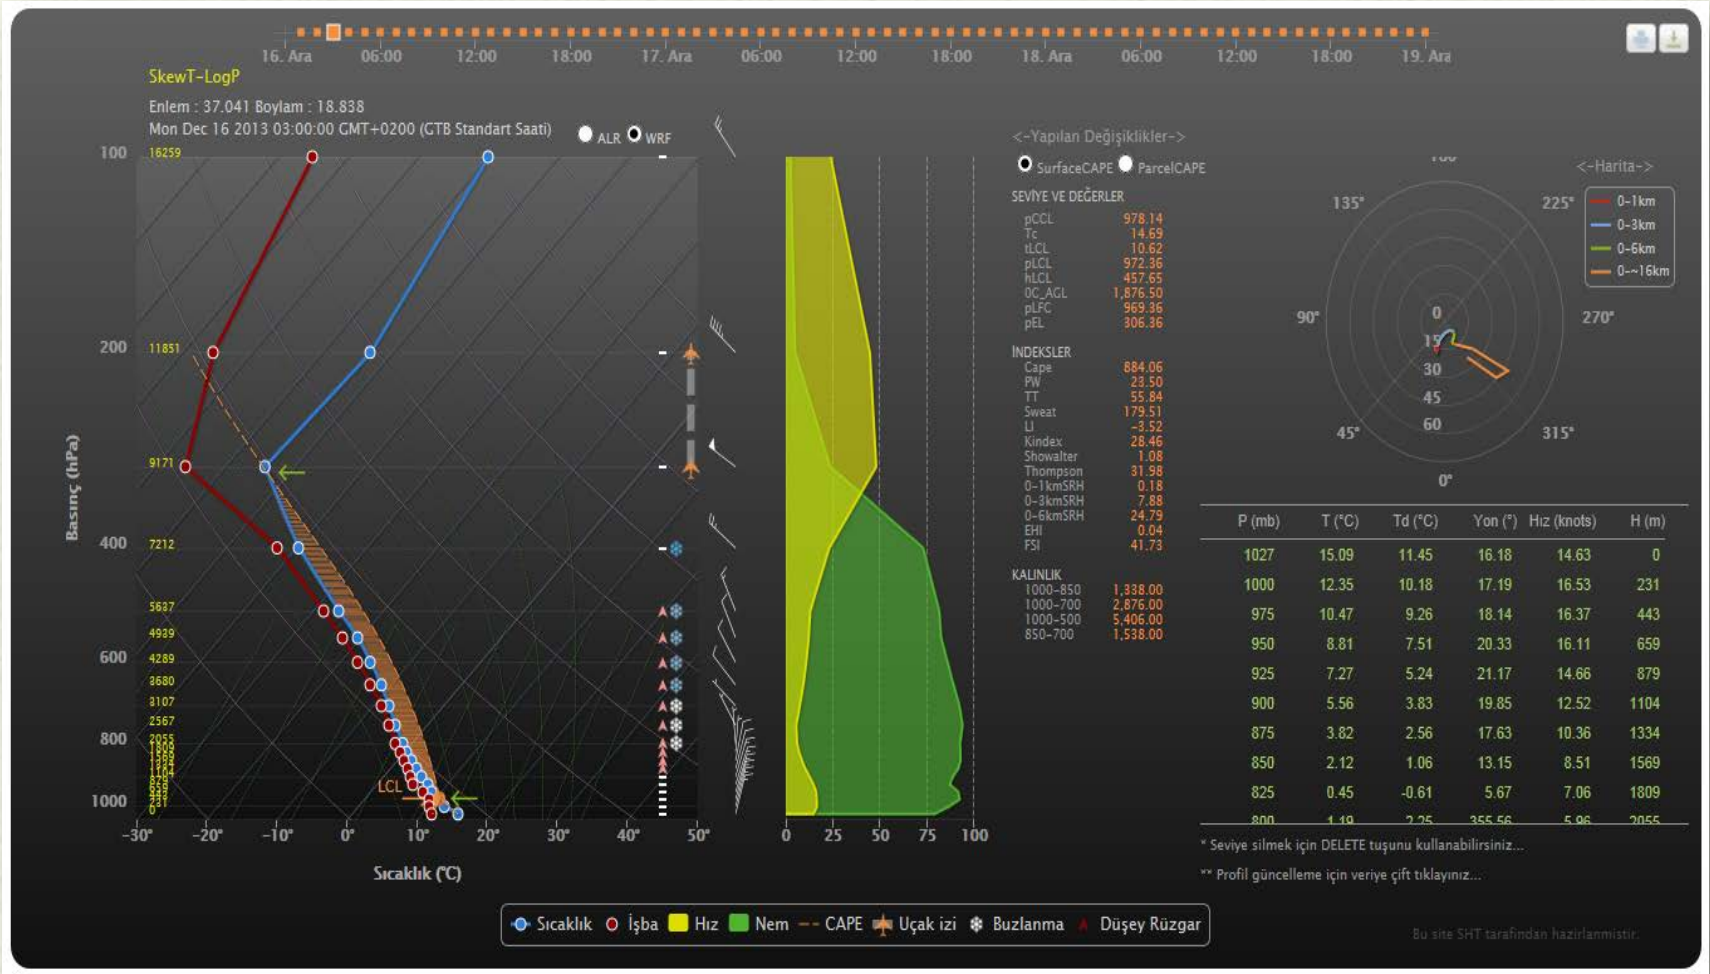 16. Ara 06:00 12:00 18:00 17. Ara 06:00 12:00 18:00 18. Ara 06:00 12:00 18:00 19. Ara
SkewT-LogP
Enlem : 37.041 Boylam : 18.838
Mon Dec 16 2013 03:00:00 GMT+0200 (GTB Standart Saati)
ALR WRF
100
200
400
600
800
1000
Basınç (hPa)
16259
11851
9171
7212
5687
4939
4289
3680
3107
2567
2055
231
0
LCL
-30° -20° -10° 0° 10° 20° 30° 40° 50°
Sıcaklık (°C)
0 25 50 75 100
<-Yapılan Değişiklikler->
SurfaceCAPE ParcelCAPE
SEVİYE VE DEĞERLER
pCCL 978.14
Tc 14.69
tLCL 10.62
pLCL 972.36
hLCL 457.65
0C_AGL 1,876.50
pLFC 969.36
pEL 306.36
İNDEKSLER
Cape 884.06
PW 23.50
TT 55.84
Sweat 179.51
LI -3.52
Kindex 28.46
Showalter 1.08
Thompson 31.98
0-1kmSRH 0.18
0-3kmSRH 7.88
0-6kmSRH 24.79
EHI 0.04
FSI 41.73
KALINLIK
1000-850 1,338.00
1000-700 2,876.00
1000-500 5,406.00
850-700 1,538.00
<-Harita->
0-1km
0-3km
0-6km
0-~16km
135° 225°
90° 270°
45° 315°
0°
0
15
30
45
60
P (mb) T (°C) Td (°C) Yon (°) Hız (knots) H (m)
1027 15.09 11.45 16.18 14.63 0
1000 12.35 10.18 17.19 16.53 231
975 10.47 9.26 18.14 16.37 443
950 8.81 7.51 20.33 16.11 659
925 7.27 5.24 21.17 14.66 879
900 5.56 3.83 19.85 12.52 1104
875 3.82 2.56 17.63 10.36 1334
850 2.12 1.06 13.15 8.51 1569
825 0.45 -0.61 5.67 7.06 1809
800 355.56 5.96 2055
* Seviye silmek için DELETE tuşunu kullanabilirsiniz...
** Profil güncelleme için veriye çift tıklayınız...
Sıcaklık İşba Hız Nem CAPE Uçak izi Buzlanma Düşey Rüzgar
Bu site SHT tarafından hazirlanmistir.